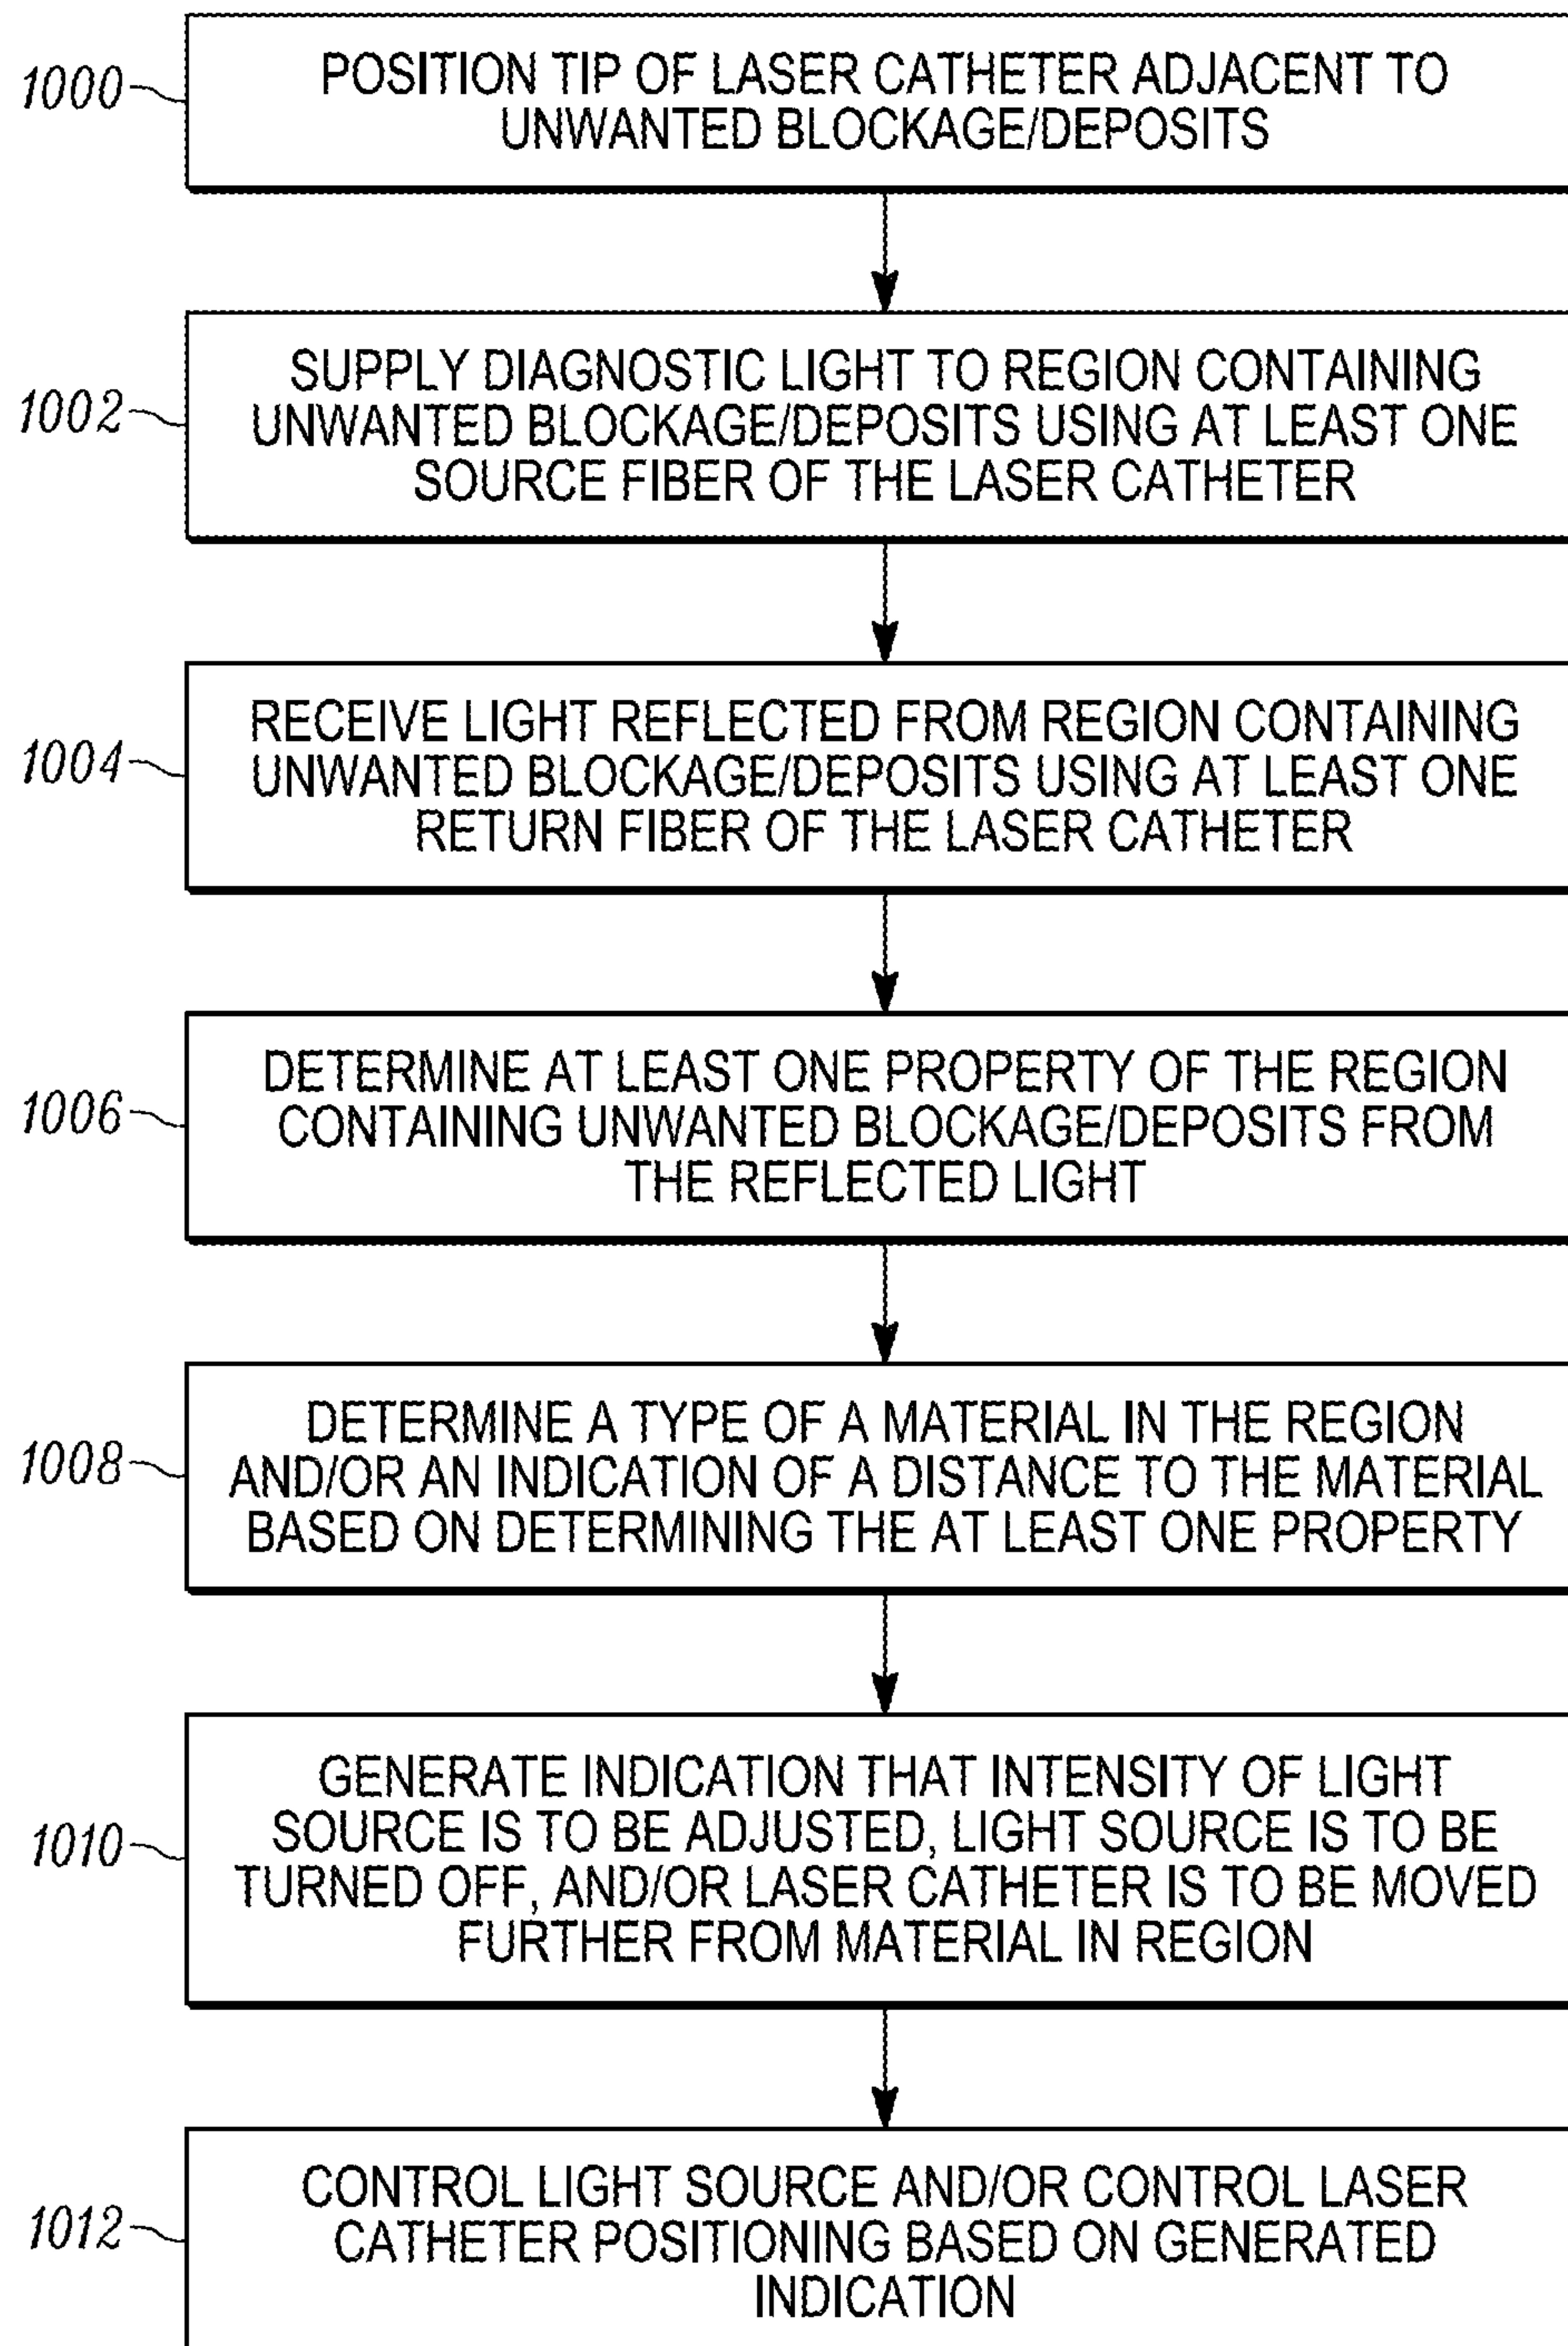 1000
POSITION TIP OF LASER CATHETER ADJACENT TO
UNWANTED BLOCKAGE/DEPOSITS
1002
SUPPLY DIAGNOSTIC LIGHT TO REGION CONTAINING
UNWANTED BLOCKAGE/DEPOSITS USING AT LEAST ONE
SOURCE FIBER OF THE LASER CATHETER
1004
RECEIVE LIGHT REFLECTED FROM REGION CONTAINING
UNWANTED BLOCKAGE/DEPOSITS USING AT LEAST ONE
RETURN FIBER OF THE LASER CATHETER
1006
DETERMINE AT LEAST ONE PROPERTY OF THE REGION
CONTAINING UNWANTED BLOCKAGE/DEPOSITS FROM
THE REFLECTED LIGHT
1008
DETERMINE A TYPE OF A MATERIAL IN THE REGION
AND/OR AN INDICATION OF A DISTANCE TO THE MATERIAL
BASED ON DETERMINING THE AT LEAST ONE PROPERTY
1010
GENERATE INDICATION THAT INTENSITY OF LIGHT
SOURCE IS TO BE ADJUSTED, LIGHT SOURCE IS TO BE
TURNED OFF, AND/OR LASER CATHETER IS TO BE MOVED
FURTHER FROM MATERIAL IN REGION
1012
CONTROL LIGHT SOURCE AND/OR CONTROL LASER
CATHETER POSITIONING BASED ON GENERATED
INDICATION